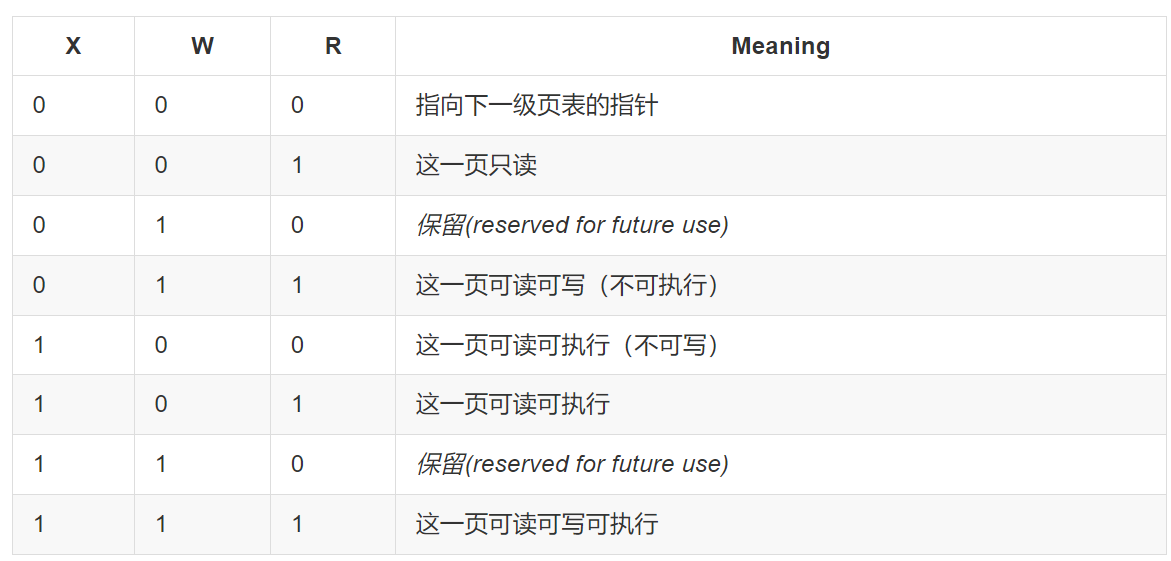 X W R Meaning
0 0 0 指向下一级页表的指针
0 0 1 这一页只读
0 1 0 保留(reserved for future use)
0 1 1 这一页可读可写（不可执行）
1 0 0 这一页可读可执行（不可写）
1 0 1 这一页可读可执行
1 1 0 保留(reserved for future use)
1 1 1 这一页可读可写可执行